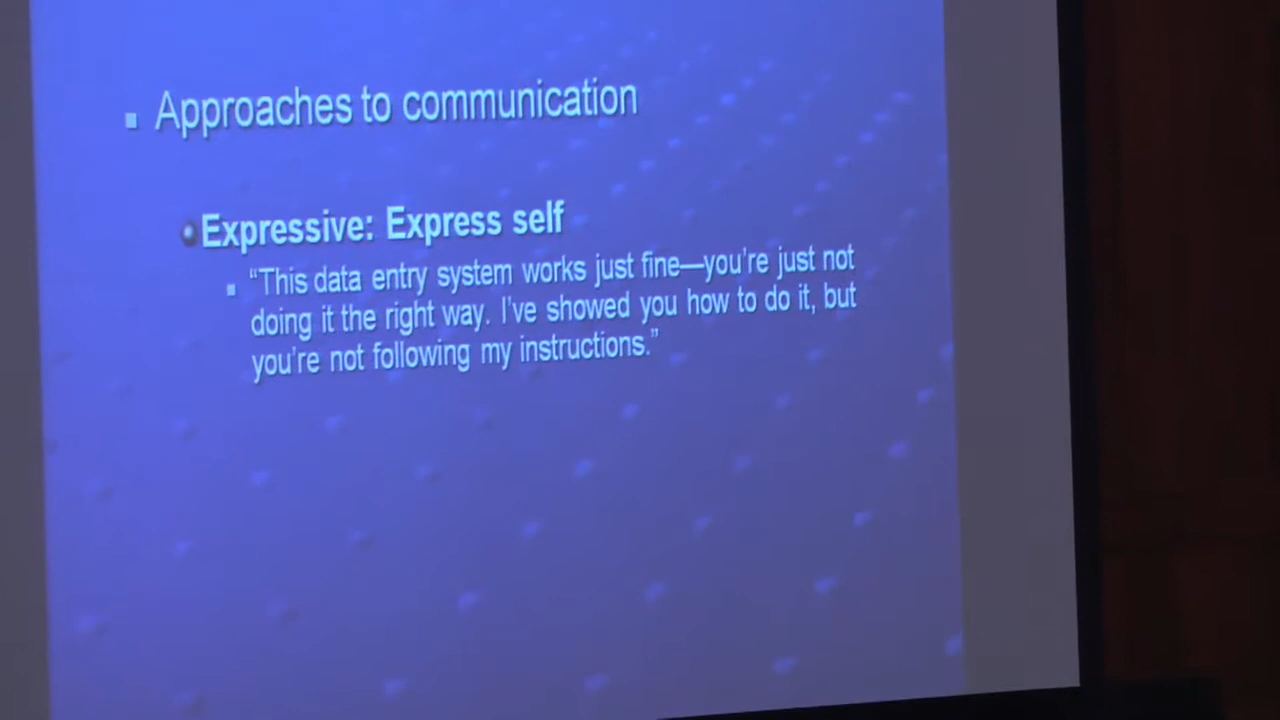 Approaches to communication
Expressive: Express self
“This data entry system works just fine—you’re just not
doing it the right way. I’ve showed you how to do it, but
you’re not following my instructions.”